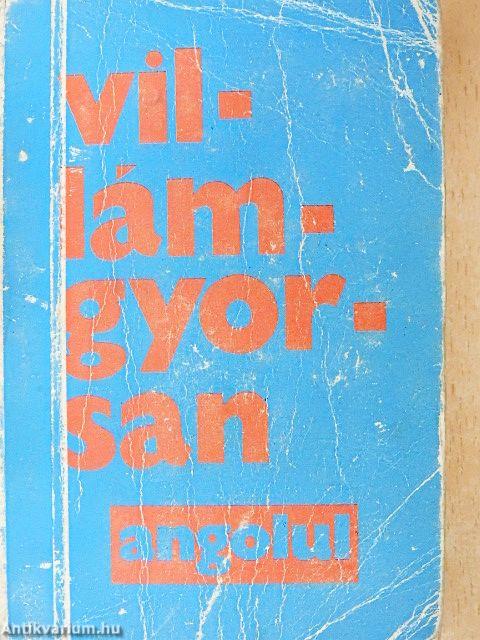 vil-
lám-
gyor-
san
angolul
Antikvarium.hu